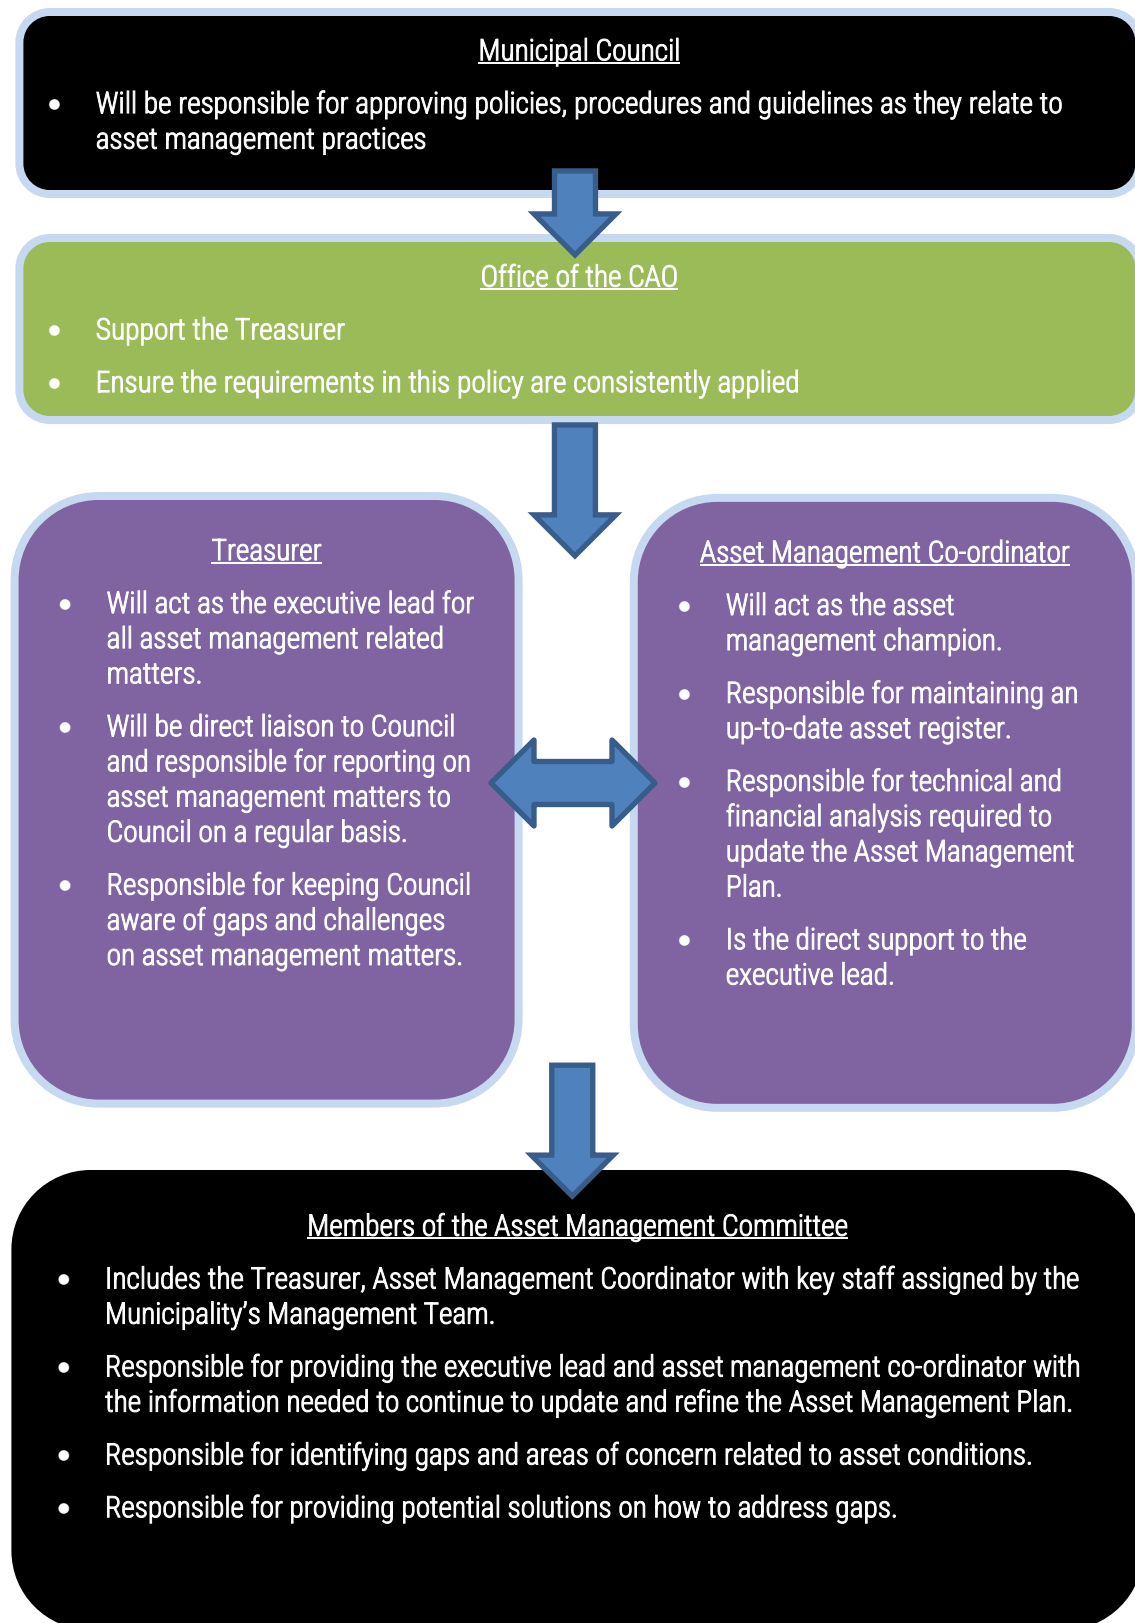 Municipal Council
• Will be responsible for approving policies, procedures and guidelines as they relate to
asset management practices
Office of the CAO
• Support the Treasurer
• Ensure the requirements in this policy are consistently applied
Treasurer
• Will act as the executive lead for
all asset management related
matters.
• Will be direct liaison to Council
and responsible for reporting on
asset management matters to
Council on a regular basis.
• Responsible for keeping Council
aware of gaps and challenges
on asset management matters.
Asset Management Co-ordinator
• Will act as the asset
management champion.
• Responsible for maintaining an
up-to-date asset register.
• Responsible for technical and
financial analysis required to
update the Asset Management
Plan.
• Is the direct support to the
executive lead.
Members of the Asset Management Committee
• Includes the Treasurer, Asset Management Coordinator with key staff assigned by the
Municipality’s Management Team.
• Responsible for providing the executive lead and asset management co-ordinator with
the information needed to continue to update and refine the Asset Management Plan.
• Responsible for identifying gaps and areas of concern related to asset conditions.
• Responsible for providing potential solutions on how to address gaps.